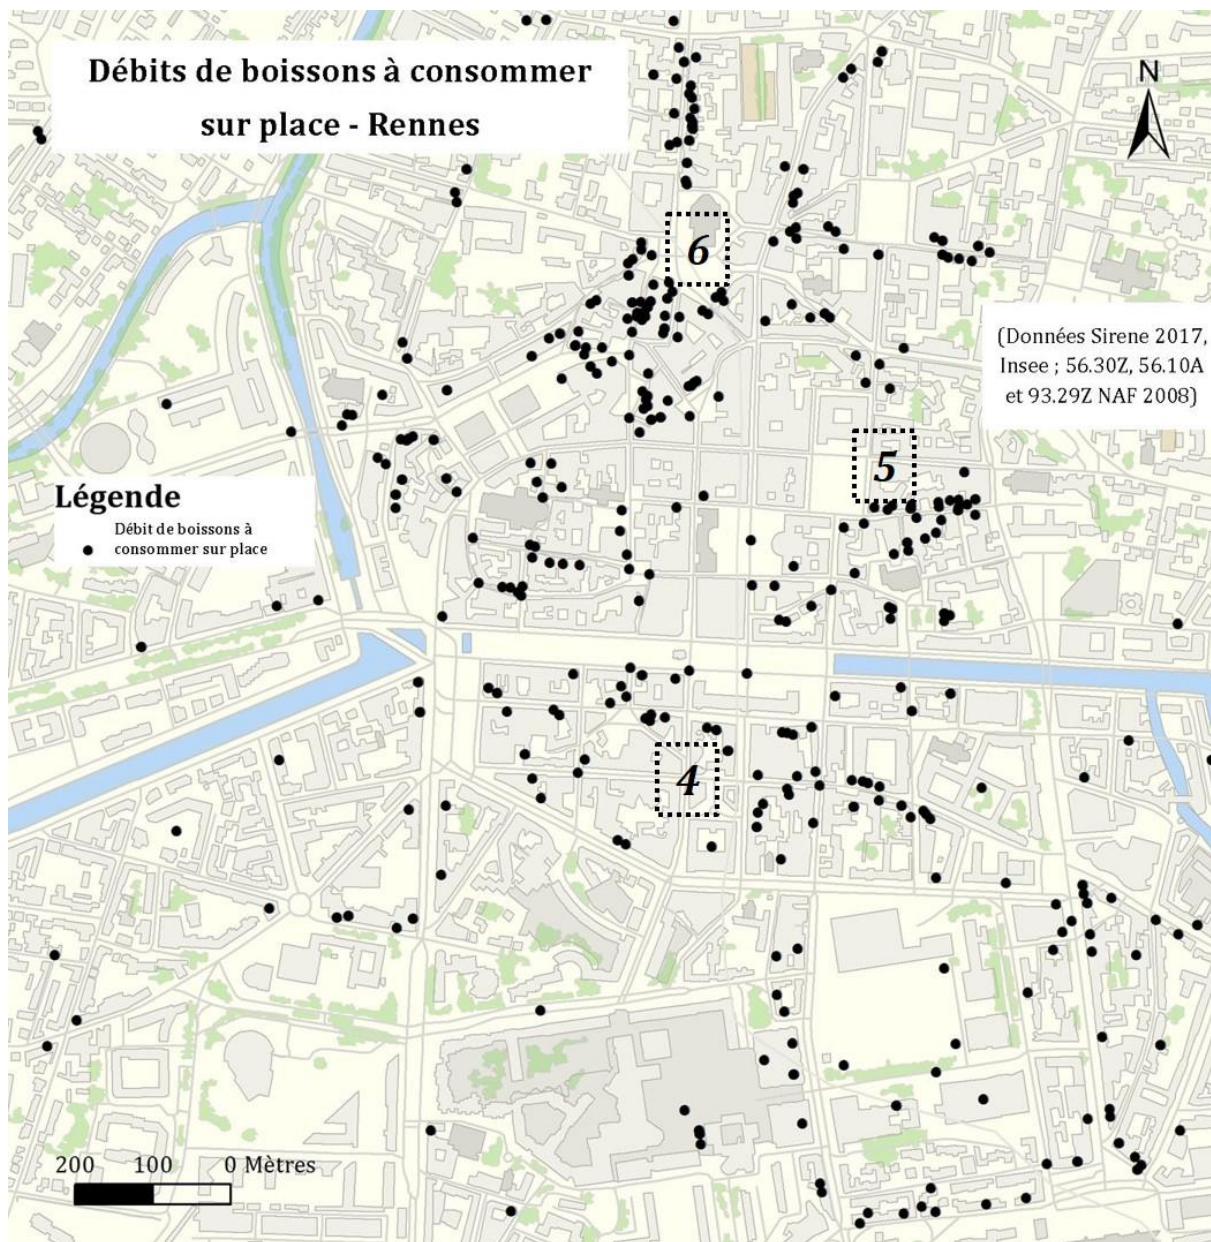 Débits de boissons à consommer
sur place - Rennes
N
6
(Données Sirene 2017,
Insee ; 56.30Z, 56.10A
et 93.29Z NAF 2008)
5
Légende
Débit de boissons à
consommer sur place
4
200 100 0 Mètres